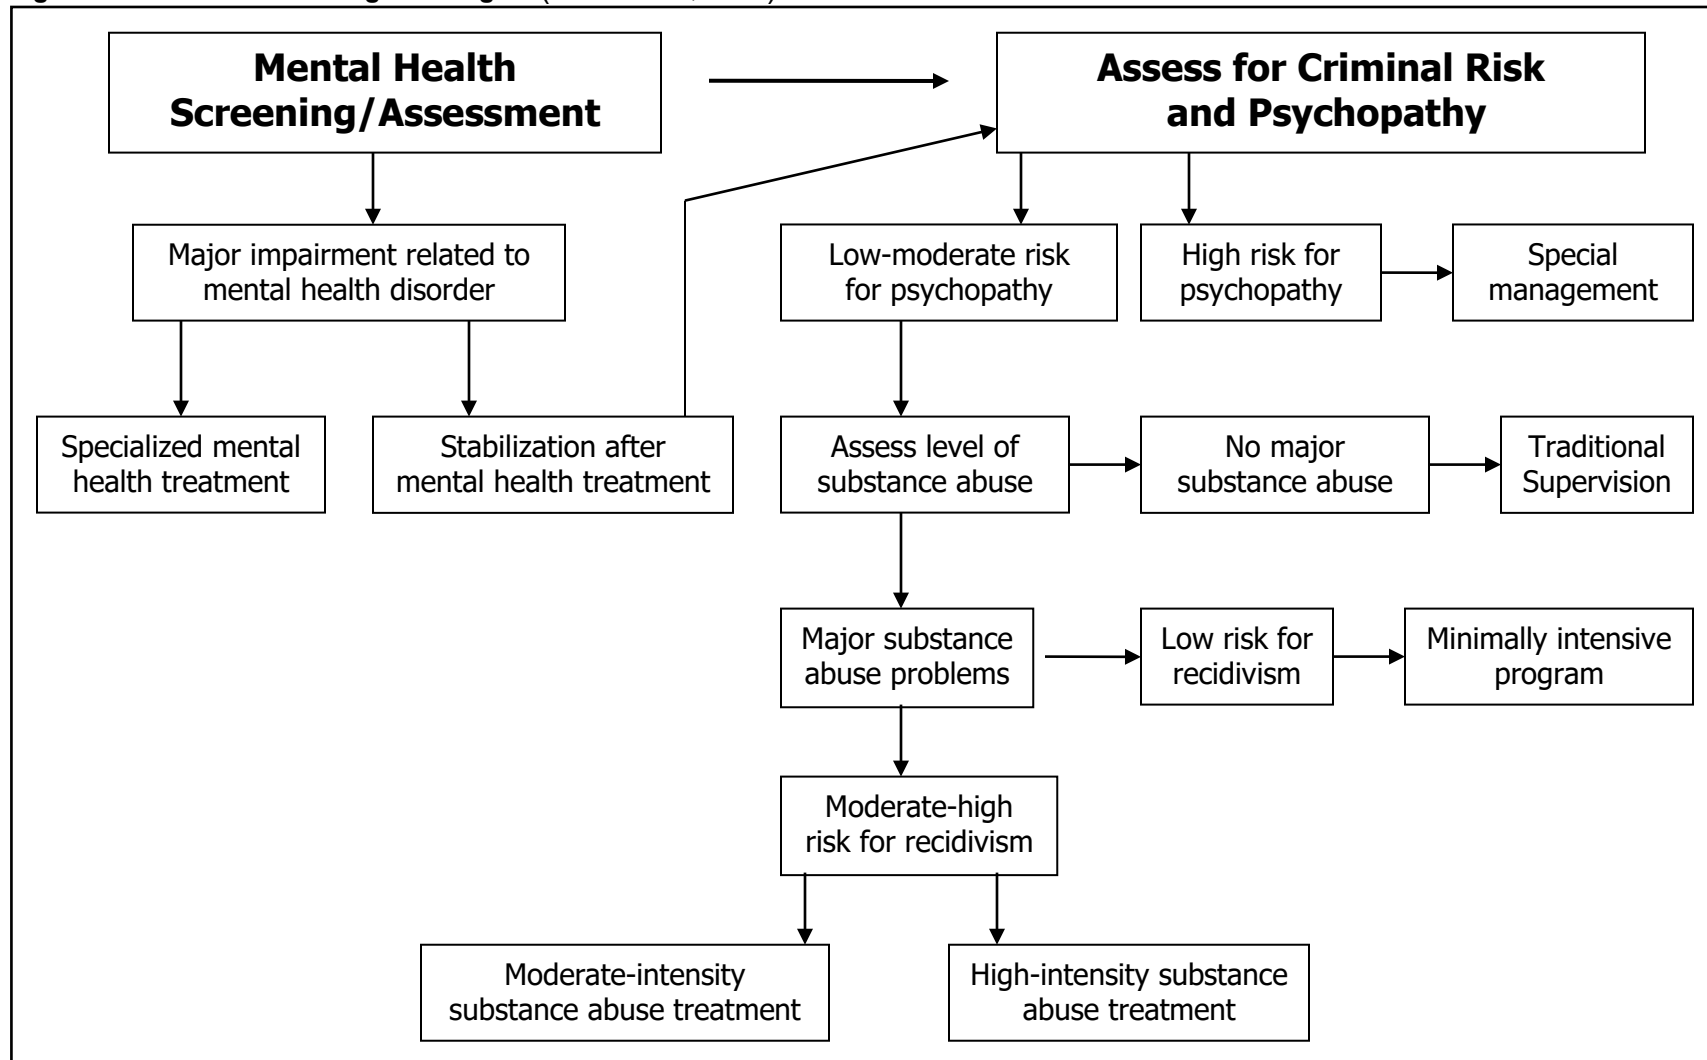 Mental Health
Screening/Assessment
Assess for Criminal Risk
and Psychopathy
Major impairment related to
mental health disorder
Low-moderate risk
for psychopathy
High risk for
psychopathy
Special
management
Specialized mental
health treatment
Stabilization after
mental health treatment
Assess level of
substance abuse
No major
substance abuse
Traditional
Supervision
Major substance
abuse problems
Low risk for
recidivism
Minimally intensive
program
Moderate-high
risk for recidivism
Moderate-intensity
substance abuse treatment
High-intensity substance
abuse treatment